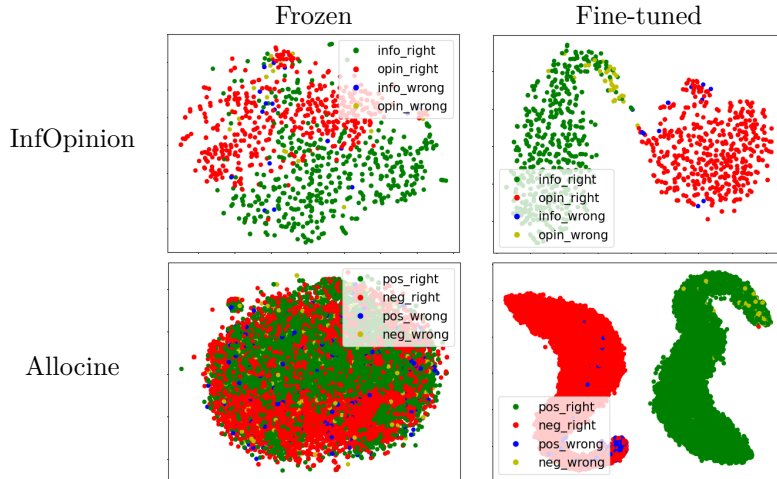 Frozen
Fine-tuned
InfOpinion
info_right
opin_right
info_wrong
opin_wrong
info_right
opin_right
info_wrong
opin_wrong
Allocine
pos_right
neg_right
pos_wrong
neg_wrong
pos_right
neg_right
pos_wrong
neg_wrong